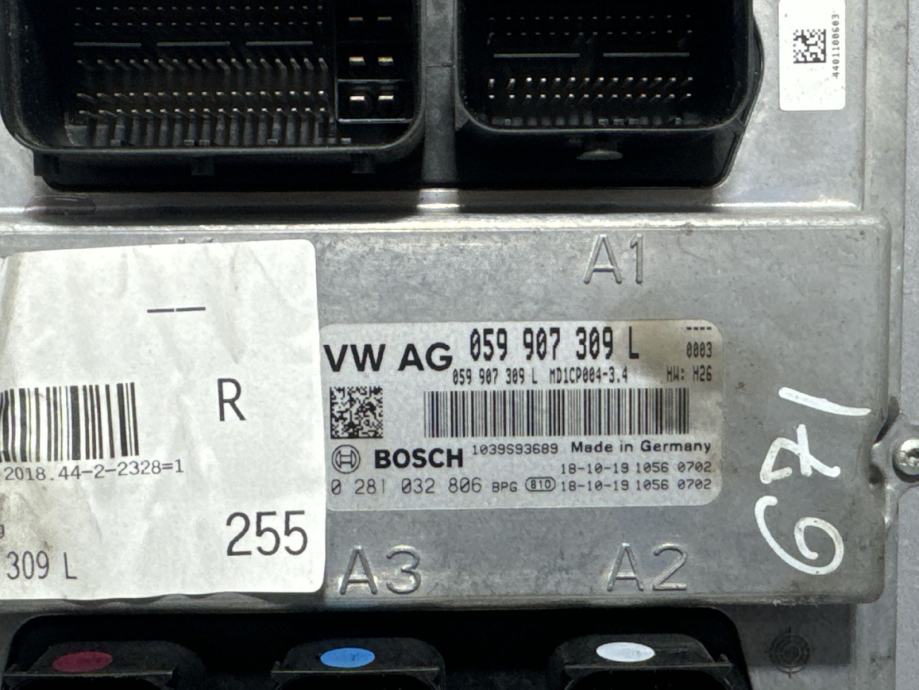 4401100603
A1
VW AG 059 907 309 L
----
0003
059 907 309 L MD1CP004-3.4 HW: H26
1039S93689 Made in Germany
BOSCH
18-10-19 1056 0702
0 281 032 806 BPG 810 18-10-19 1056 0702
R
2018.44-2-2328=1
255
309 L
671
A3
A2